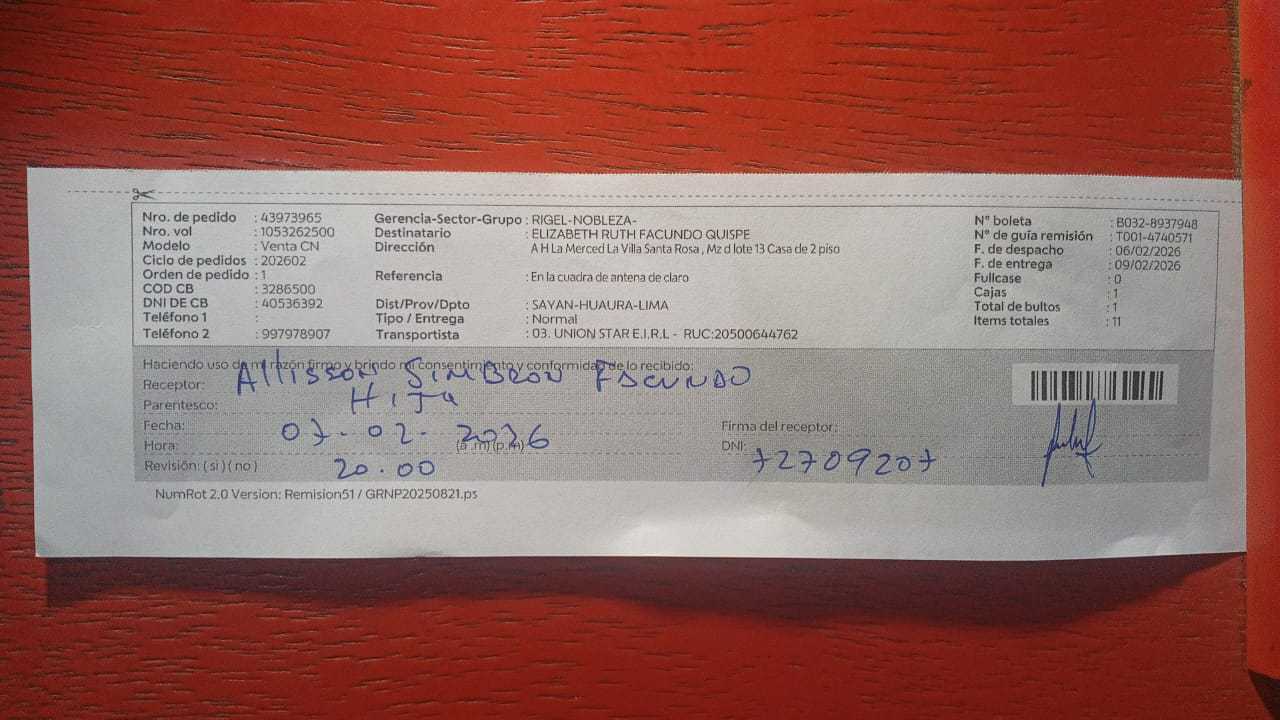 Nro. de pedido : 43973965
Nro. vol : 1053262500
Modelo : Venta CN
Ciclo de pedidos : 202602
Orden de pedido : 1
COD CB : 3286500
DNI DE CB : 40536392
Teléfono 1 :
Teléfono 2 : 997978907
Gerencia-Sector-Grupo : RIGEL-NOBLEZA-
Destinatario : ELIZABETH RUTH FACUNDO QUISPE
Dirección : A H La Merced La Villa Santa Rosa , Mz d lote 13 Casa de 2 piso
Referencia : En la cuadra de antena de claro
Dist/Prov/Dpto : SAYAN-HUAURA-LIMA
Tipo / Entrega : Normal
Transportista : 03. UNION STAR E.I.R.L - RUC:20500644762
N° boleta : B032-8937948
N° de guía remisión : T001-4740571
F. de despacho : 06/02/2026
F. de entrega : 09/02/2026
Fullcase : 0
Cajas : 1
Total de bultos : 1
Items totales : 11
Haciendo uso de mi razón firmo y brindo mi consentimiento y conformidad de lo recibido:
Receptor: Allisson Simbron Facundo
Parentesco: Hija
Fecha: 07-02-2026
Hora: (a .m) (p.m) 20.00
Revisión: ( si ) ( no )
Firma del receptor:
DNI: 72709207
NumRot 2.0 Version: Remision51 / GRNP20250821.ps